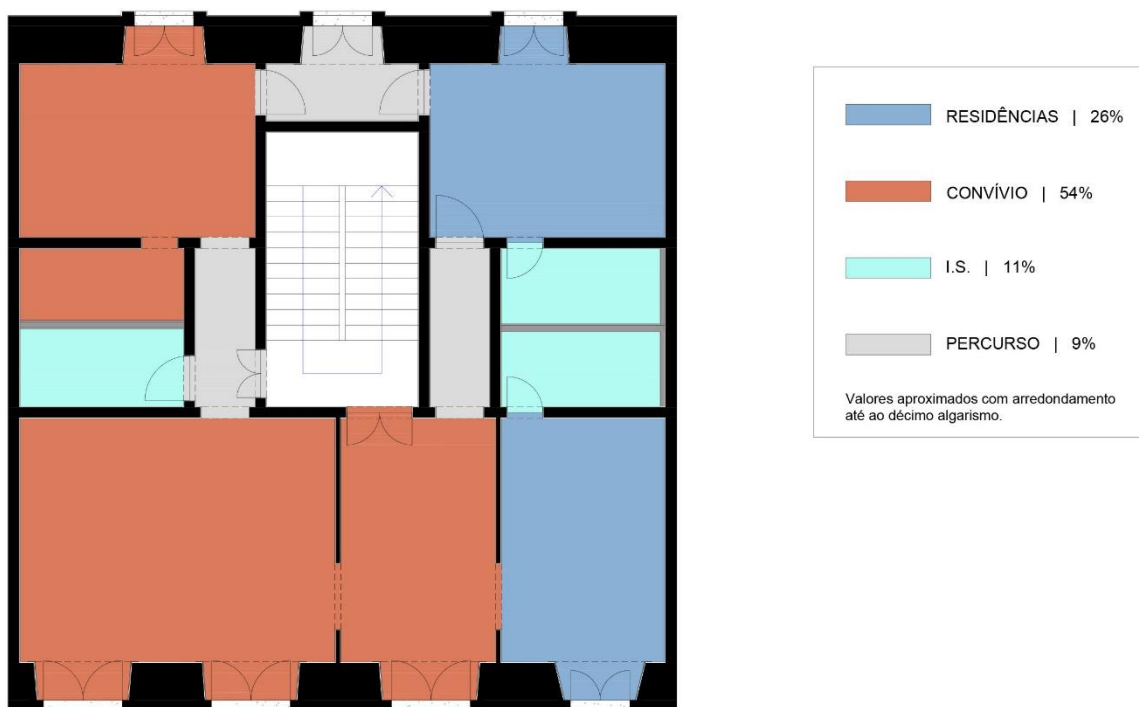 RESIDÊNCIAS | 26%
CONVÍVIO | 54%
I.S. | 11%
PERCURSO | 9%
Valores aproximados com arredondamento
até ao décimo algarismo.